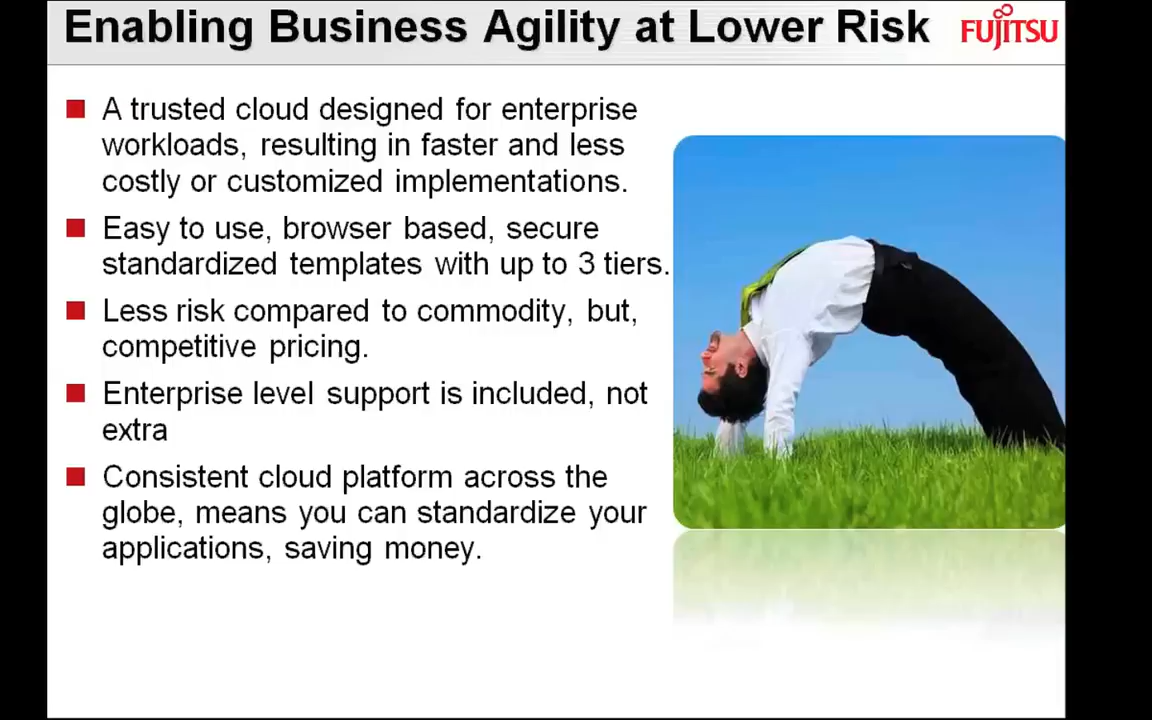 Enabling Business Agility at Lower Risk
FUJITSU
A trusted cloud designed for enterprise
workloads, resulting in faster and less
costly or customized implementations.
Easy to use, browser based, secure
standardized templates with up to 3 tiers.
Less risk compared to commodity, but,
competitive pricing.
Enterprise level support is included, not
extra
Consistent cloud platform across the
globe, means you can standardize your
applications, saving money.